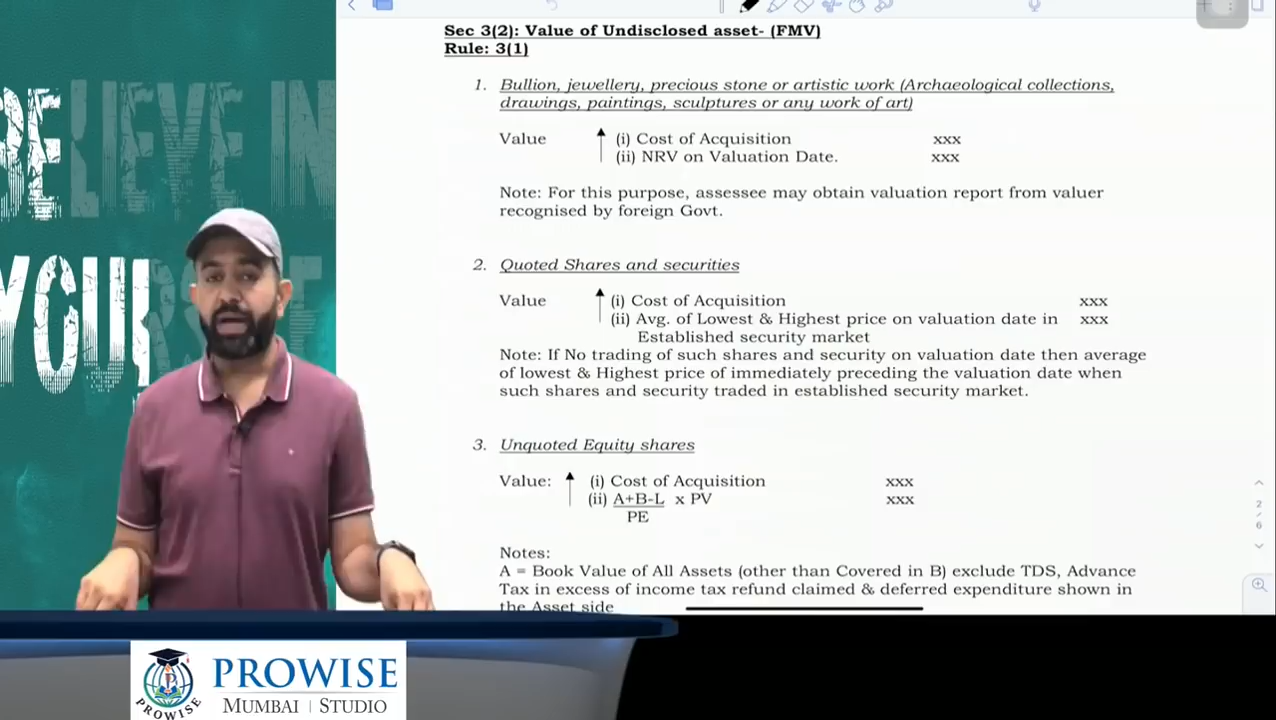 BELIEVE IN
YOUR
Sec 3(2): Value of Undisclosed asset- (FMV)
Rule: 3(1)
1. Bullion, jewellery, precious stone or artistic work (Archaeological collections,
drawings, paintings, sculptures or any work of art)
Value (i) Cost of Acquisition xxx
(ii) NRV on Valuation Date. xxx
Note: For this purpose, assessee may obtain valuation report from valuer
recognised by foreign Govt.
2. Quoted Shares and securities
Value (i) Cost of Acquisition xxx
(ii) Avg. of Lowest & Highest price on valuation date in xxx
Established security market
Note: If No trading of such shares and security on valuation date then average
of lowest & Highest price of immediately preceding the valuation date when
such shares and security traded in established security market.
3. Unquoted Equity shares
Value: (i) Cost of Acquisition xxx
(ii) A+B-L x PV xxx
PE
Notes:
A = Book Value of All Assets (other than Covered in B) exclude TDS, Advance
Tax in excess of income tax refund claimed & deferred expenditure shown in
the Asset side
2
6
PROWISE
PROWISE
MUMBAI | STUDIO